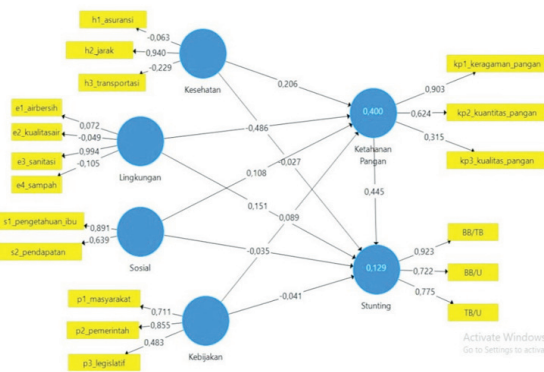 h1_asuransi
-0,063
h2_jarak
0,940
-0,229
h3_transportasi
Kesehatan
0,206
kp1_keragaman_pangan
0,903
0,400
0,624
kp2_kuantitas_pangan
0,315
kp3_kualitas_pangan
Ketahanan
Pangan
e1_airbersih
0,072
e2_kualitasair
-0,049
0,994
e3_sanitasi
-0,105
e4_sampah
Lingkungan
-0,486
-0,027
0,108
0,151
0,089
0,445
s1_pengetahuan_ibu
0,891
0,639
s2_pendapatan
Sosial
-0,035
BB/TB
0,923
0,129
0,722
BB/U
0,775
TB/U
Stunting
-0,041
p1_masyarakat
0,711
p2_pemerintah
0,855
0,483
p3_legislatif
Kebijakan
Activate Windows
Go to Settings to activa